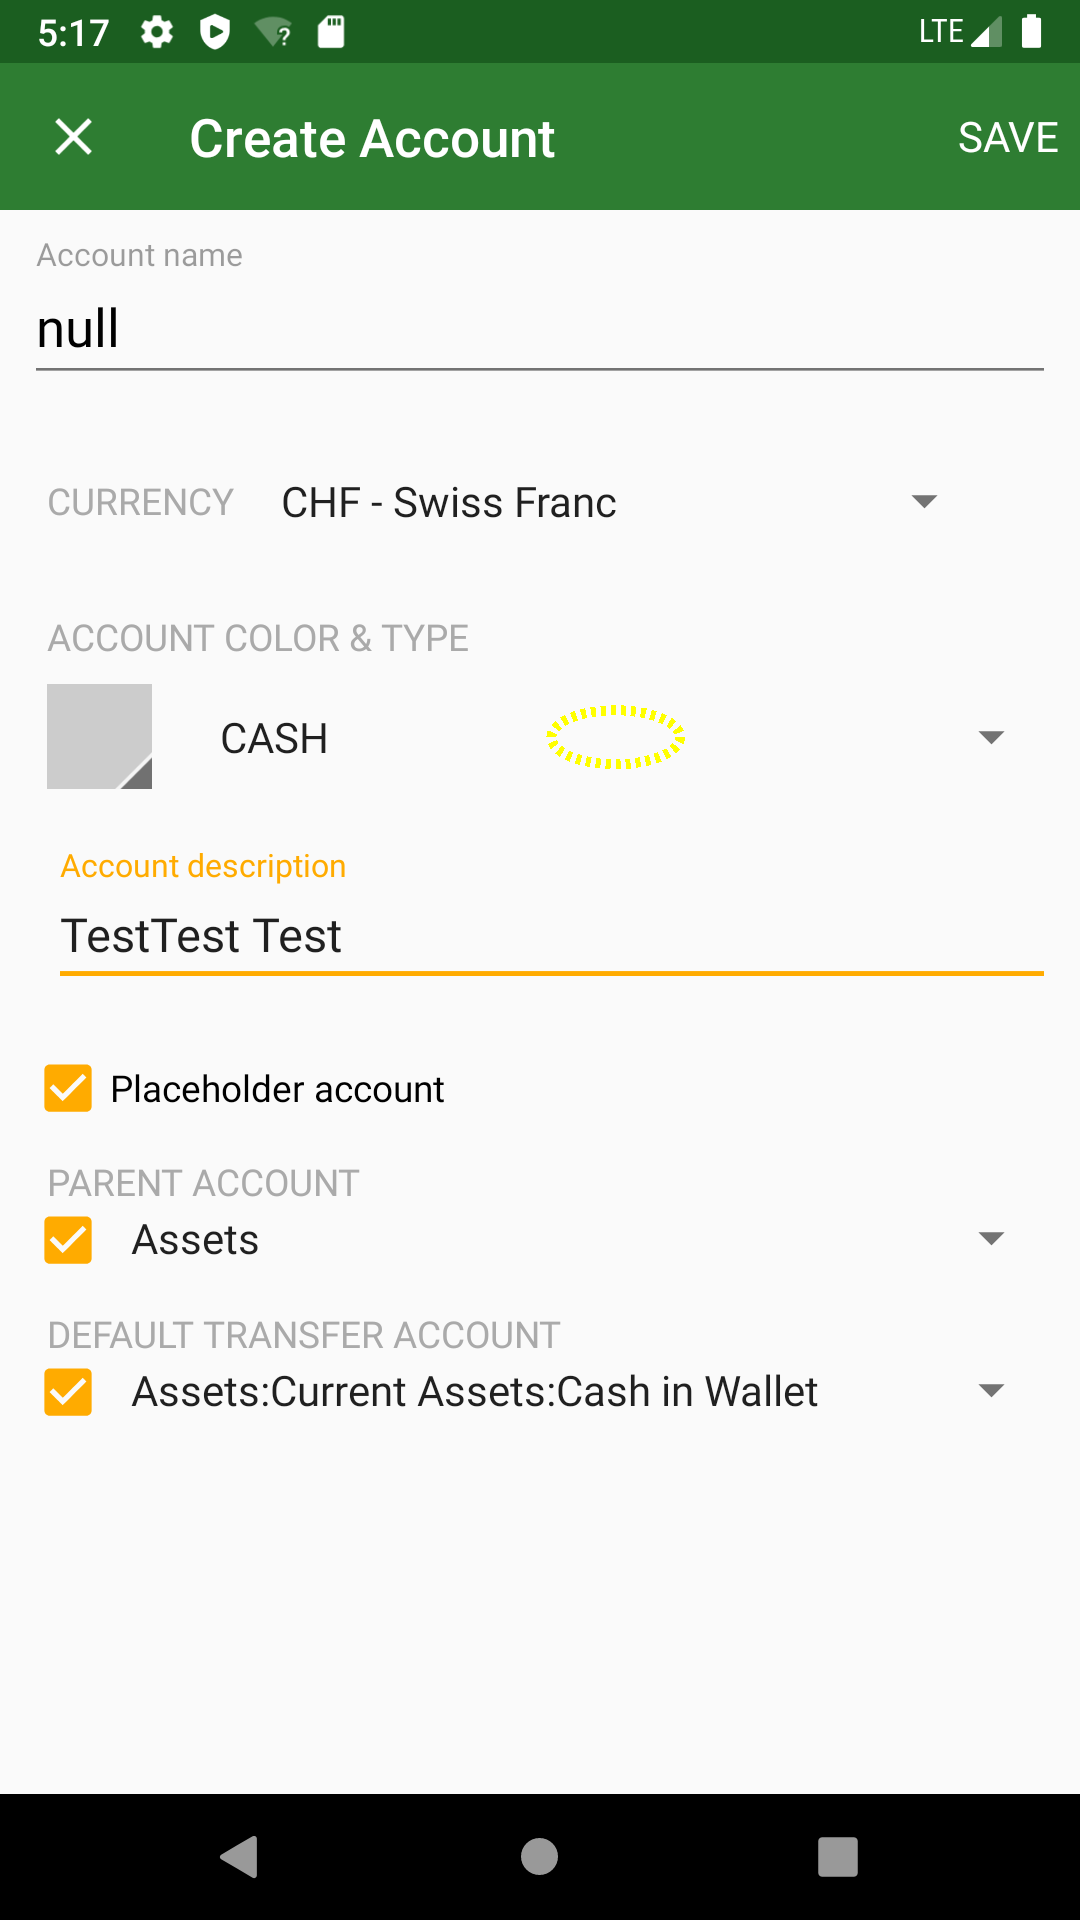 5:17 ? LTE
Create Account SAVE
Account name
null
CURRENCY CHF - Swiss Franc
ACCOUNT COLOR & TYPE
CASH
Account description
TestTest Test
Placeholder account
PARENT ACCOUNT
Assets
DEFAULT TRANSFER ACCOUNT
Assets:Current Assets:Cash in Wallet